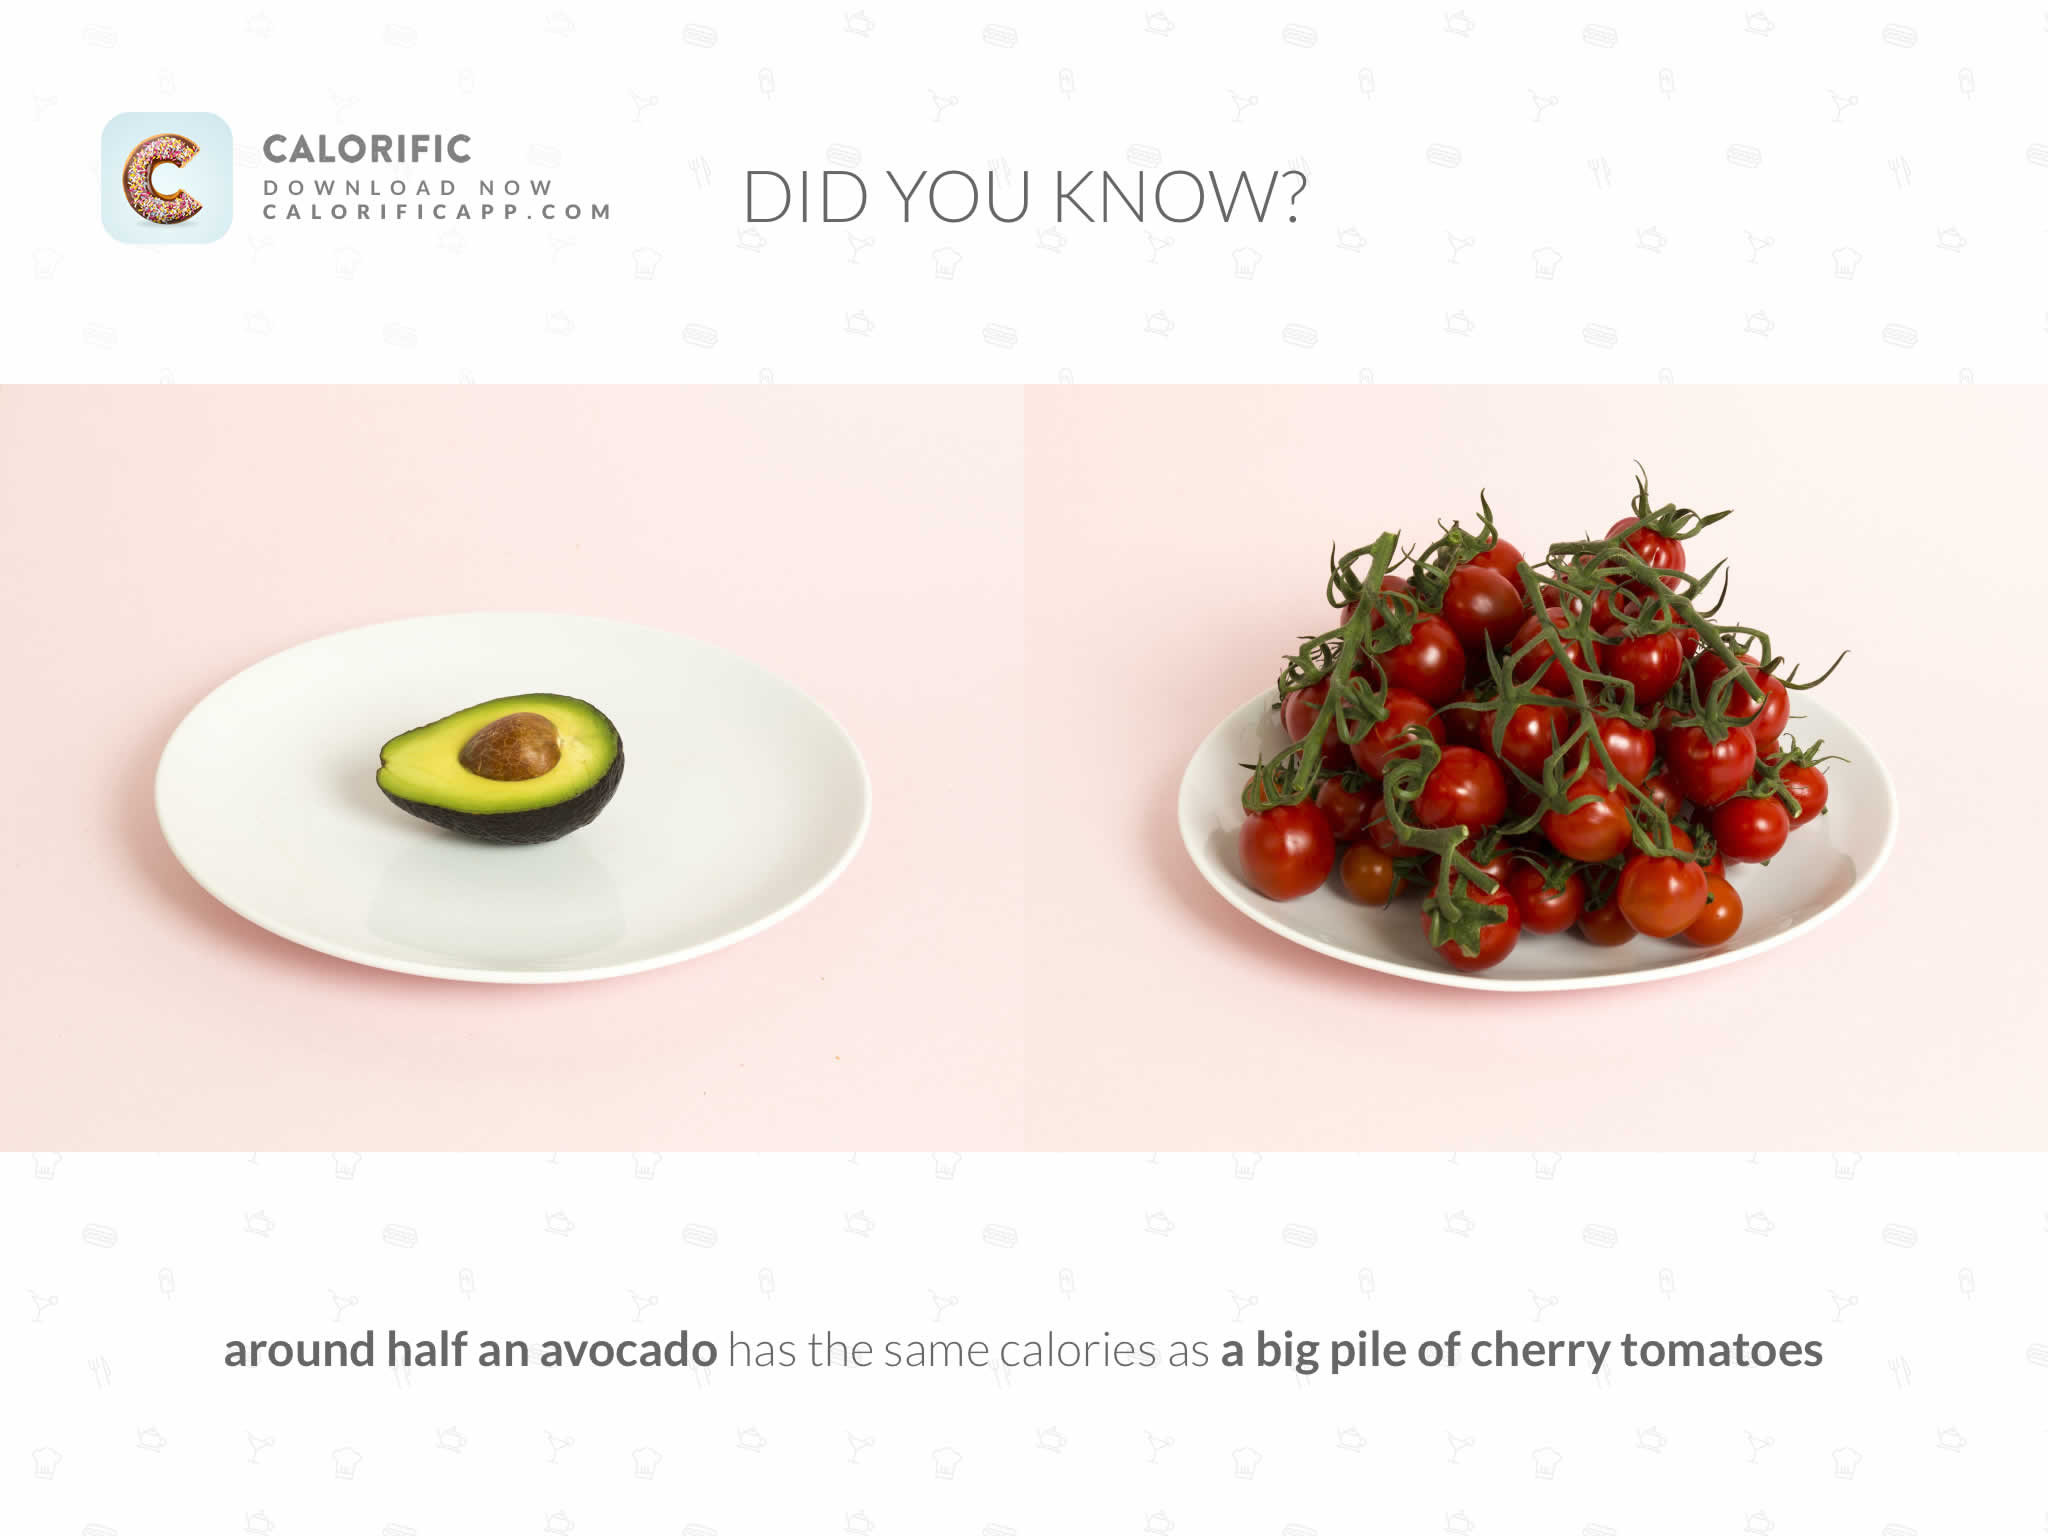 CALORIFIC
DOWNLOAD NOW
CALORIFICAPP.COM
DID YOU KNOW?
around half an avocado has the same calories as a big pile of cherry tomatoes